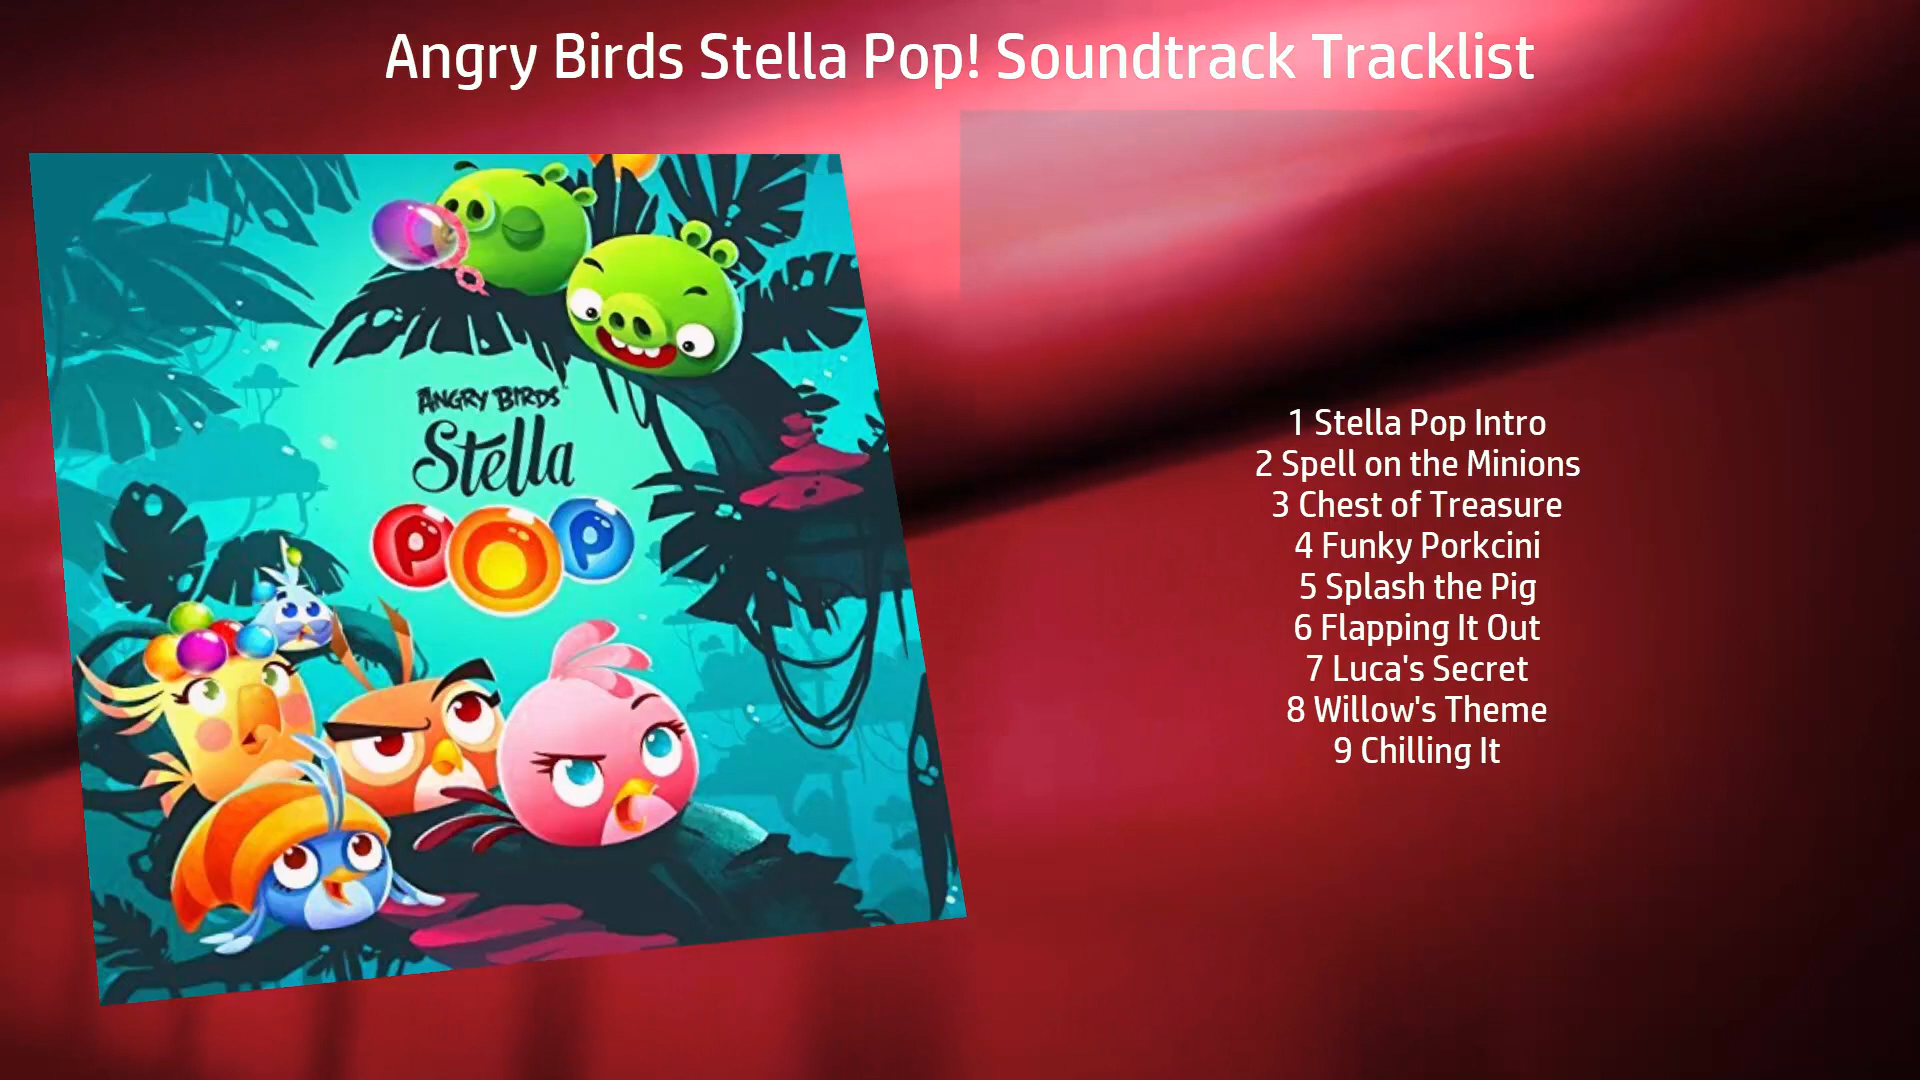 Angry Birds Stella Pop! Soundtrack Tracklist
ANGRY BIRDS
Stella
POP
1 Stella Pop Intro
2 Spell on the Minions
3 Chest of Treasure
4 Funky Porkcini
5 Splash the Pig
6 Flapping It Out
7 Luca's Secret
8 Willow's Theme
9 Chilling It